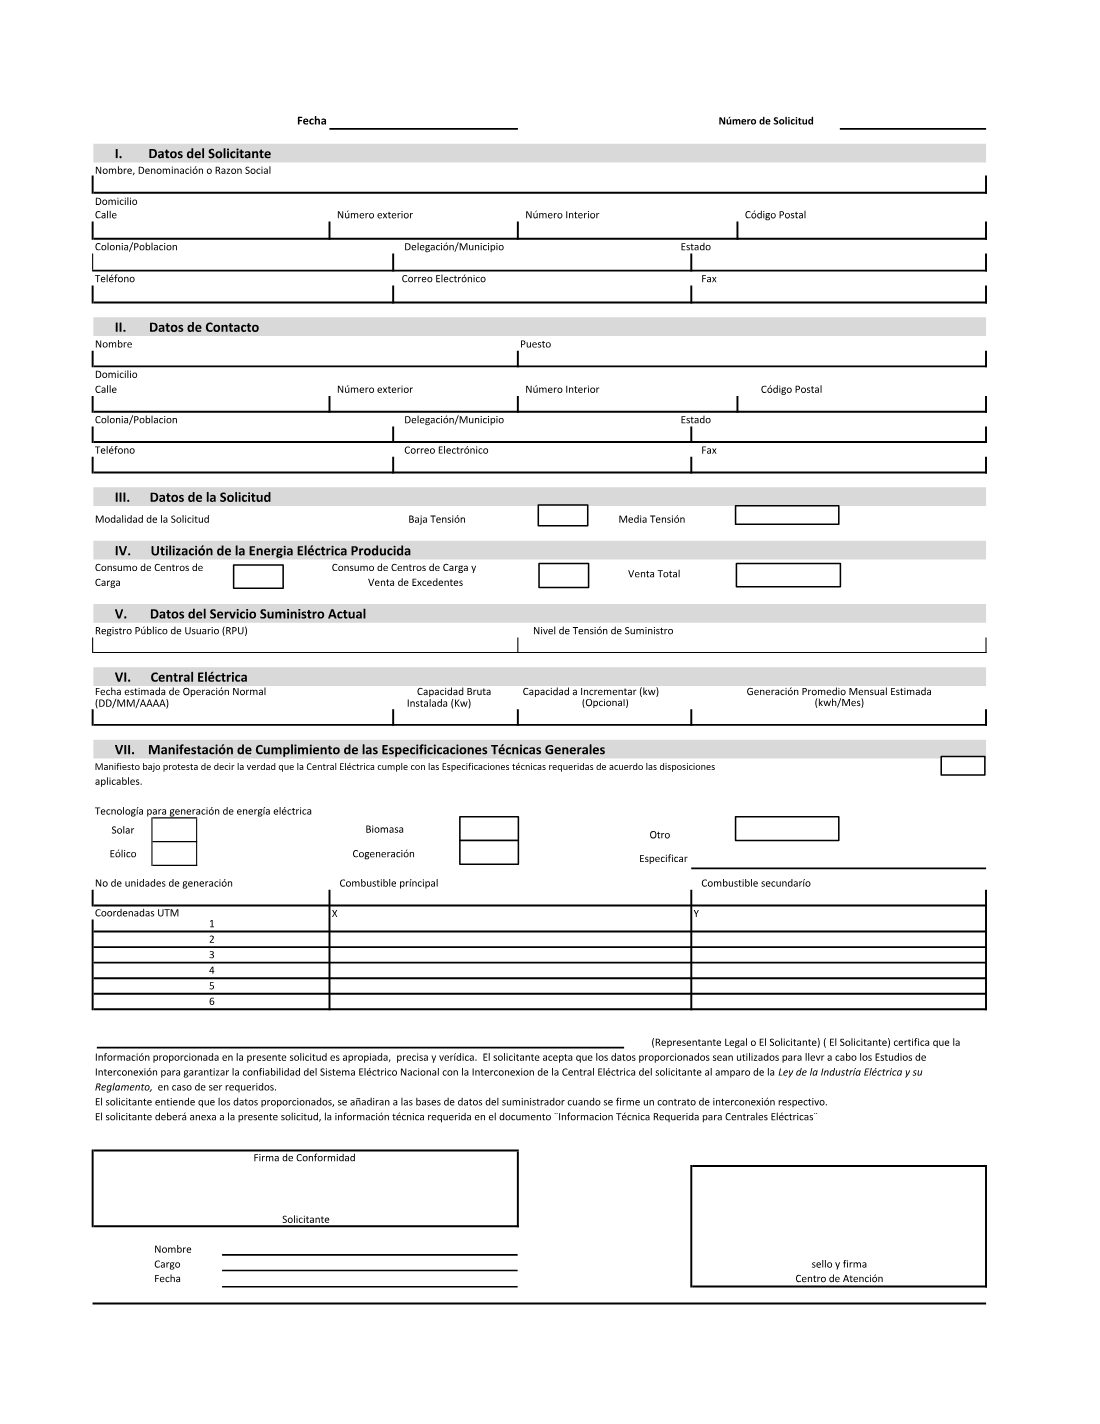 Fecha Número de Solicitud
I. Datos del Solicitante
Nombre, Denominación o Razon Social
Domicilio
Calle Número exterior Número Interior Código Postal
Colonia/Poblacion Delegación/Municipio Estado
Teléfono Correo Electrónico Fax
II. Datos de Contacto
Nombre Puesto
Domicilio
Calle Número exterior Número Interior Código Postal
Colonia/Poblacion Delegación/Municipio Estado
Teléfono Correo Electrónico Fax
III. Datos de la Solicitud
Modalidad de la Solicitud Baja Tensión Media Tensión
IV. Utilización de la Energia Eléctrica Producida
Consumo de Centros de Consumo de Centros de Carga y Venta Total
Carga Venta de Excedentes
V. Datos del Servicio Suministro Actual
Registro Público de Usuario (RPU) Nivel de Tensión de Suministro
VI. Central Eléctrica
Fecha estimada de Operación Normal Capacidad Bruta Capacidad a Incrementar (kw) Generación Promedio Mensual Estimada
(DD/MM/AAAA) Instalada (Kw) (Opcional) (kwh/Mes)
VII. Manifestación de Cumplimiento de las Especificicaciones Técnicas Generales
Manifiesto bajo protesta de decir la verdad que la Central Eléctrica cumple con las Especificaciones técnicas requeridas de acuerdo las disposiciones
aplicables.
Tecnología para generación de energía eléctrica
Solar Biomasa Otro
Eólico Cogeneración Especificar
No de unidades de generación Combustible príncipal Combustible secundarío
Coordenadas UTM X Y
1
2
3
4
5
6
(Representante Legal o El Solicitante) ( El Solicitante) certifica que la
Información proporcionada en la presente solicitud es apropiada, precisa y verídica. El solicitante acepta que los datos proporcionados sean utilizados para llevr a cabo los Estudios de
Interconexión para garantizar la confiabilidad del Sistema Eléctrico Nacional con la Interconexion de la Central Eléctrica del solicitante al amparo de la Ley de la Industría Eléctrica y su
Reglamento, en caso de ser requeridos.
El solicitante entiende que los datos proporcionados, se añadiran a las bases de datos del suministrador cuando se firme un contrato de interconexión respectivo.
El solicitante deberá anexa a la presente solicitud, la información técnica requerida en el documento ¨Informacion Técnica Requerida para Centrales Eléctricas¨
Firma de Conformidad
Solicitante
Nombre
Cargo
Fecha
sello y firma
Centro de Atención